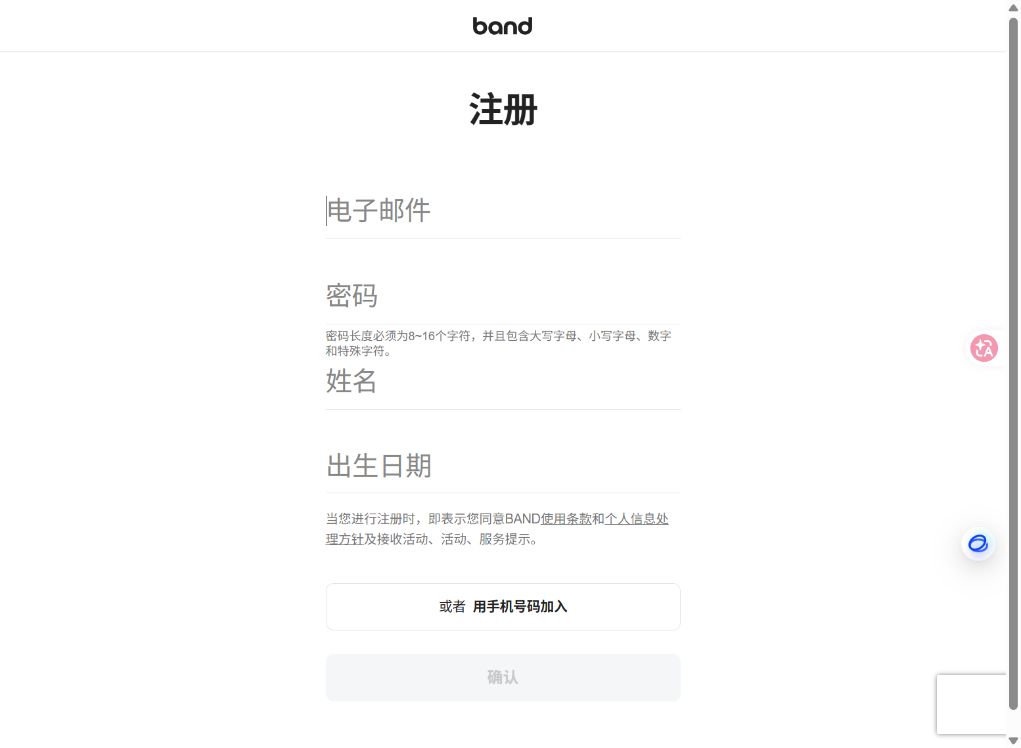 band
注册
电子邮件
密码
密码长度必须为8~16个字符，并且包含大写字母、小写字母、数字
和特殊字符。
姓名
出生日期
当您进行注册时，即表示您同意BAND使用条款和个人信息处
理方针及接收活动、活动、服务提示。
或者 用手机号码加入
确认